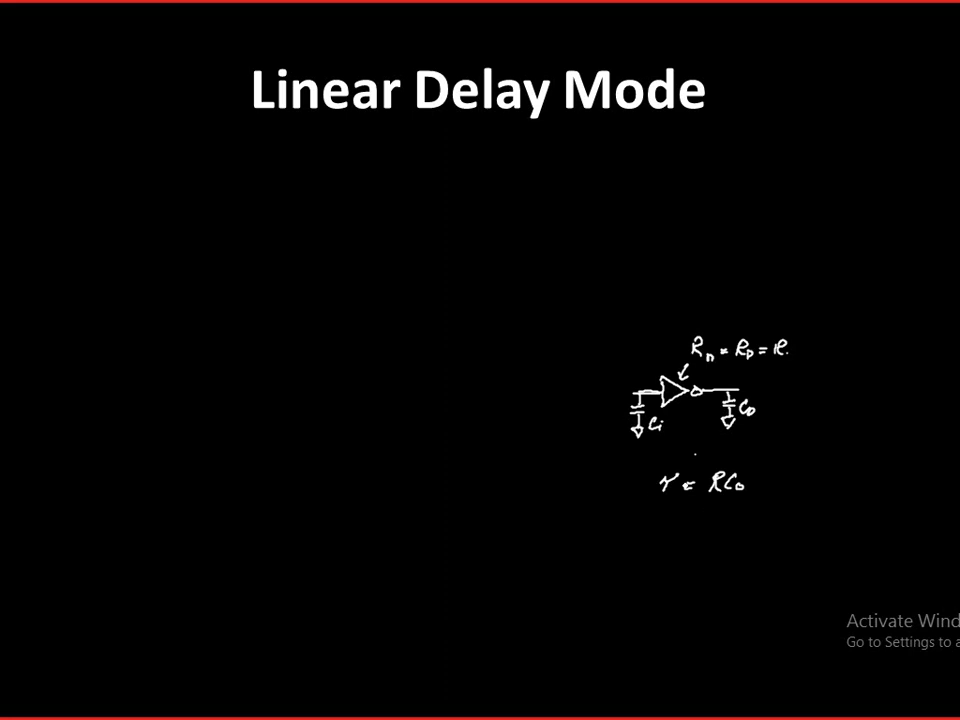 Linear Delay Mode
Rn = Rp = R.
Ci
Co
τ = RCo
Activate Wind
Go to Settings to a